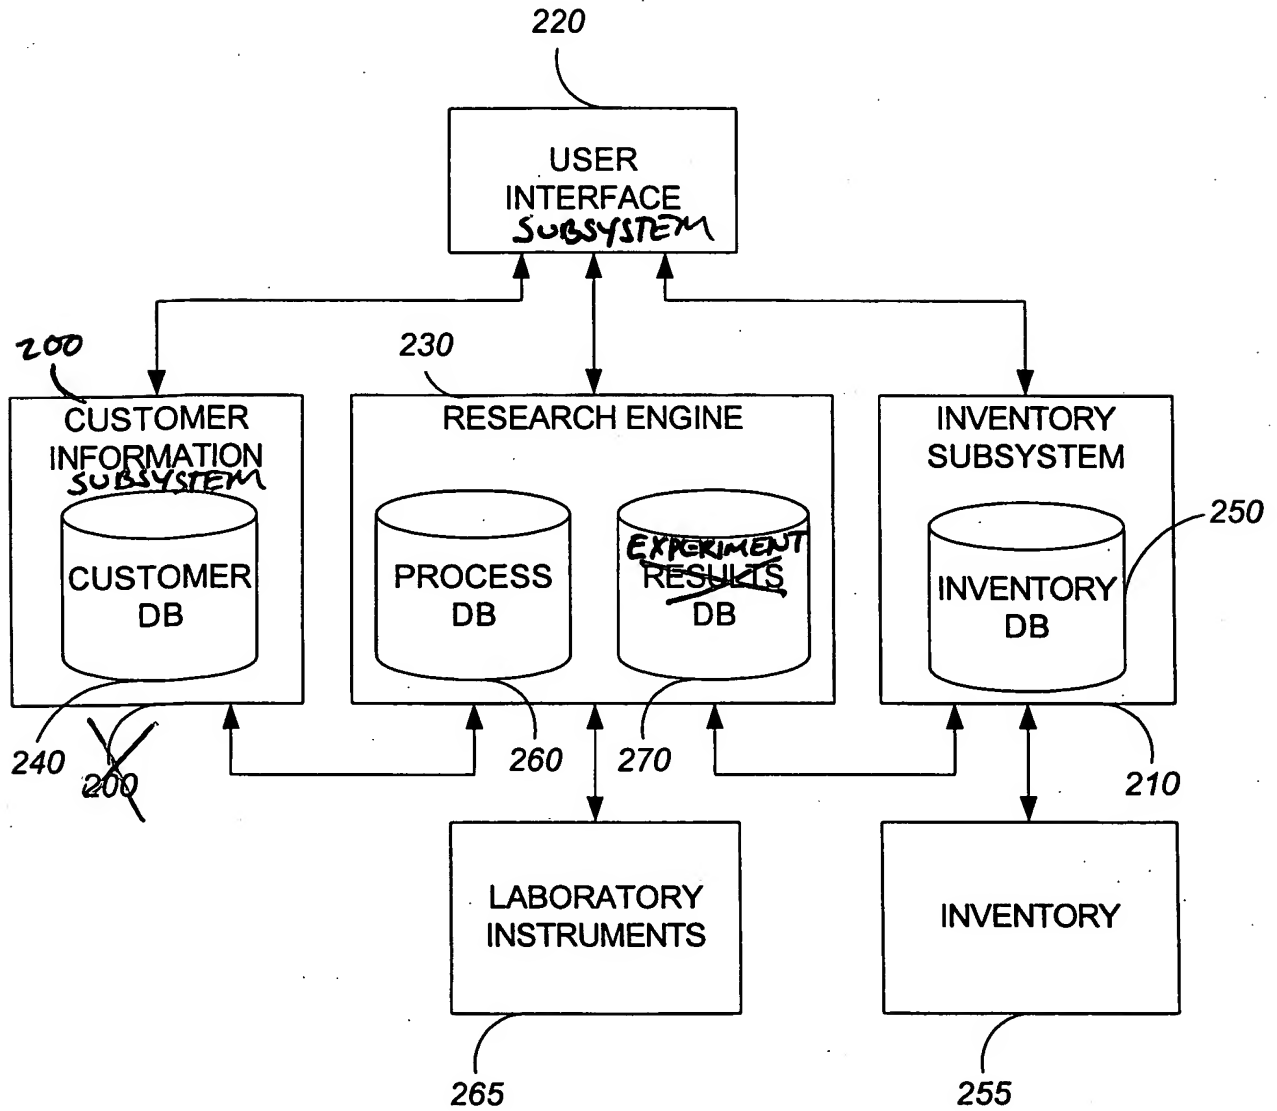 220
USER
INTERFACE
SUBSYSTEM
200
230
CUSTOMER
INFORMATION
SUBSYSTEM
RESEARCH ENGINE
INVENTORY
SUBSYSTEM
250
CUSTOMER
DB
PROCESS
DB
EXPERIMENT
RESULTS
DB
INVENTORY
DB
240
200
260
270
210
LABORATORY
INSTRUMENTS
INVENTORY
265
255